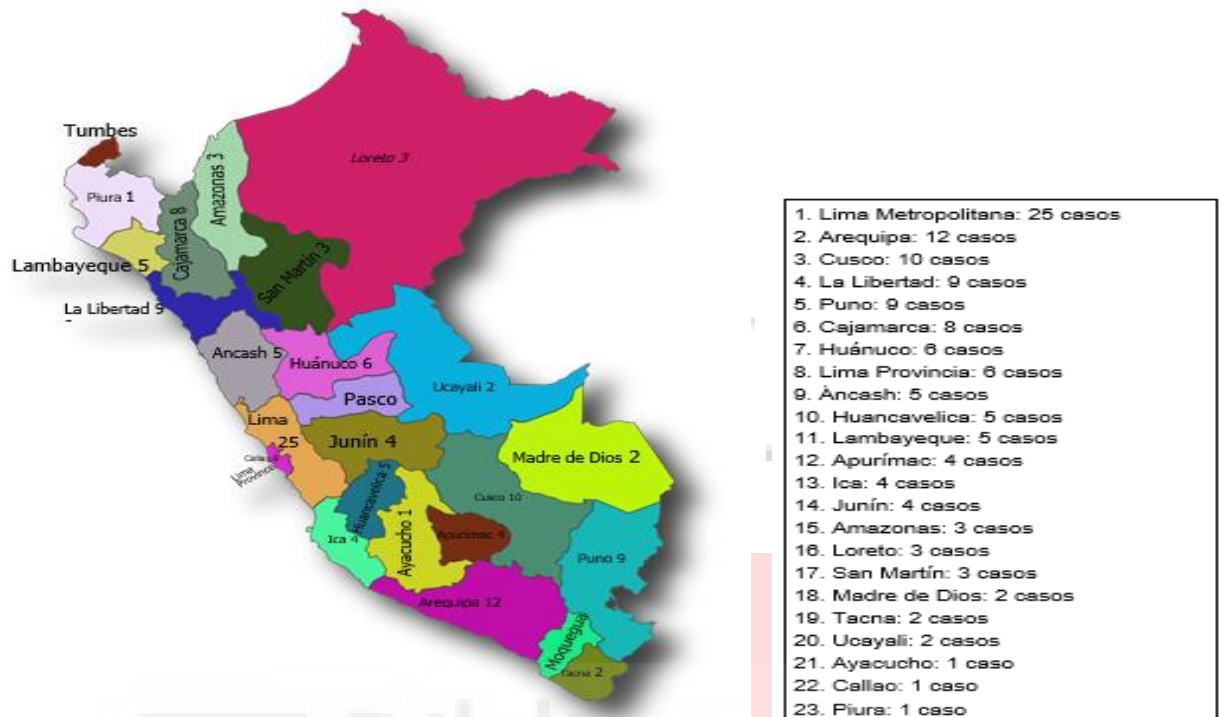 Tumbes
Piura 1
Amazonas 3
Loreto 3
Cajamarca 8
Lambayeque 5
San Martín 3
La Libertad 9
Ancash 5
Huánuco 6
Ucayali 2
Pasco
Lima
25
Junín 4
Madre de Dios 2
Callao
Lima
Provincia
Huancavelica 5
Cusco 10
Ica 4
Ayacucho 1
Apurímac 4
Puno 9
Arequipa 12
Moquegua
Tacna 2
1. Lima Metropolitana: 25 casos
2. Arequipa: 12 casos
3. Cusco: 10 casos
4. La Libertad: 9 casos
5. Puno: 9 casos
6. Cajamarca: 8 casos
7. Huánuco: 6 casos
8. Lima Provincia: 6 casos
9. Áncash: 5 casos
10. Huancavelica: 5 casos
11. Lambayeque: 5 casos
12. Apurímac: 4 casos
13. Ica: 4 casos
14. Junín: 4 casos
15. Amazonas: 3 casos
16. Loreto: 3 casos
17. San Martín: 3 casos
18. Madre de Dios: 2 casos
19. Tacna: 2 casos
20. Ucayali: 2 casos
21. Ayacucho: 1 caso
22. Callao: 1 caso
23. Piura: 1 caso